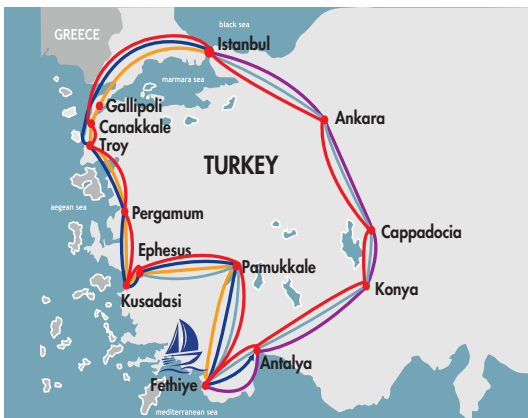 black sea
GREECE
Istanbul
marmara sea
Gallipoli
Canakkale
Ankara
Troy
TURKEY
aegean sea
Pergamum
Cappadocia
Ephesus
Pamukkale
Kusadasi
Konya
Antalya
Fethiye
mediterranean sea